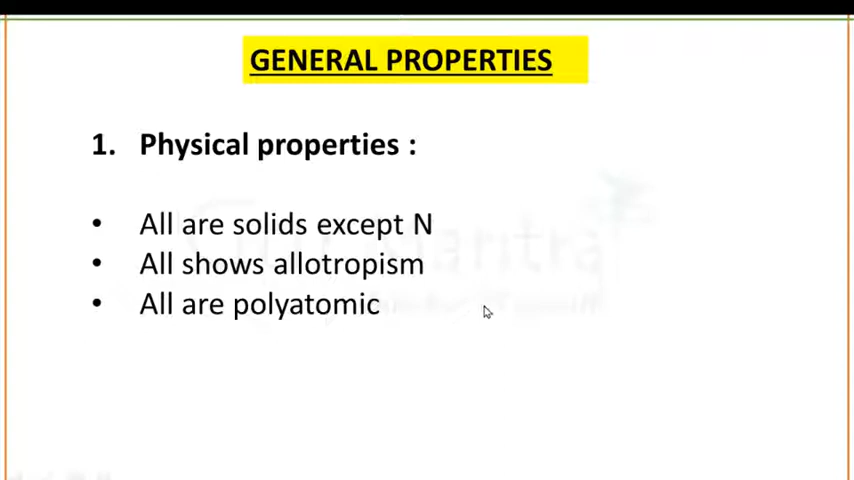 GENERAL PROPERTIES
1. Physical properties :
• All are solids except N
• All shows allotropism
• All are polyatomic